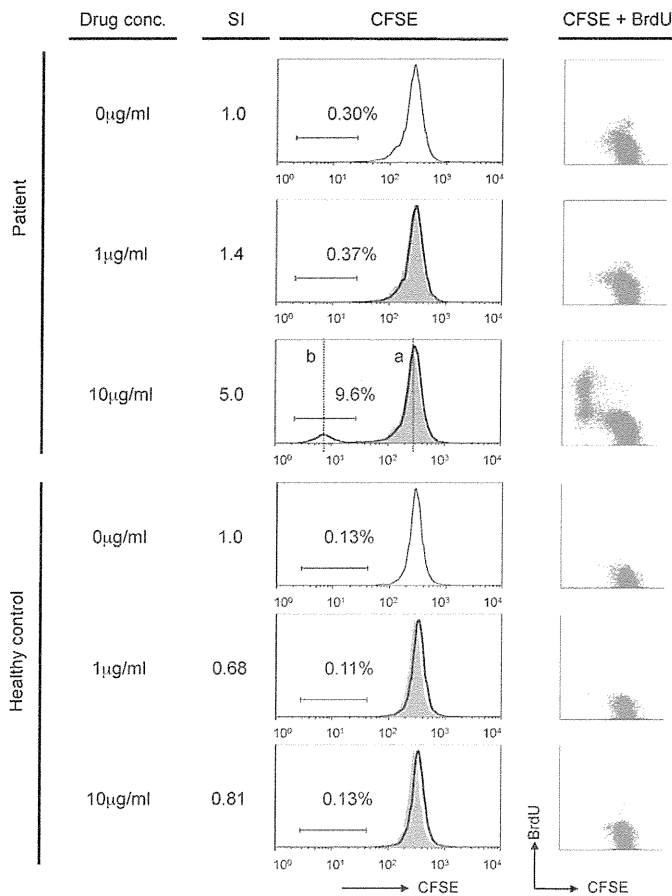 Drug conc. SI CFSE CFSE + BrdU
Patient
0μg/ml 1.0 0.30%
10⁰ 10¹ 10² 10³ 10⁴
1μg/ml 1.4 0.37%
10⁰ 10¹ 10² 10³ 10⁴
b a
10μg/ml 5.0 9.6%
10⁰ 10¹ 10² 10³ 10⁴
Healthy control
0μg/ml 1.0 0.13%
10⁰ 10¹ 10² 10³ 10⁴
1μg/ml 0.68 0.11%
10⁰ 10¹ 10² 10³ 10⁴
10μg/ml 0.81 0.13%
10⁰ 10¹ 10² 10³ 10⁴
BrdU
CFSE CFSE